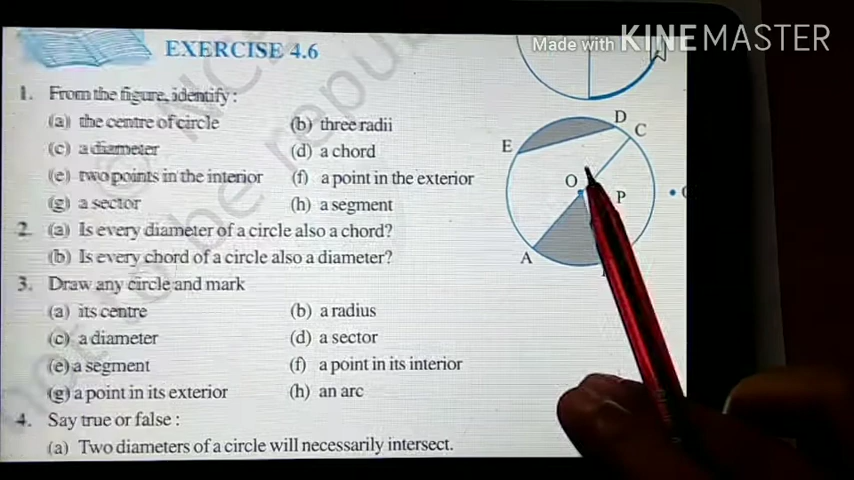 Made with KINEMASTER
EXERCISE 4.6
1. From the figure, identify :
(a) the centre of circle (b) three radii
(c) a diameter (d) a chord
(e) two points in the interior (f) a point in the exterior
(g) a sector (h) a segment
2. (a) Is every diameter of a circle also a chord?
(b) Is every chord of a circle also a diameter?
3. Draw any circle and mark
(a) its centre (b) a radius
(c) a diameter (d) a sector
(e) a segment (f) a point in its interior
(g) a point in its exterior (h) an arc
4. Say true or false :
(a) Two diameters of a circle will necessarily intersect.
D
C
E
O
P
A